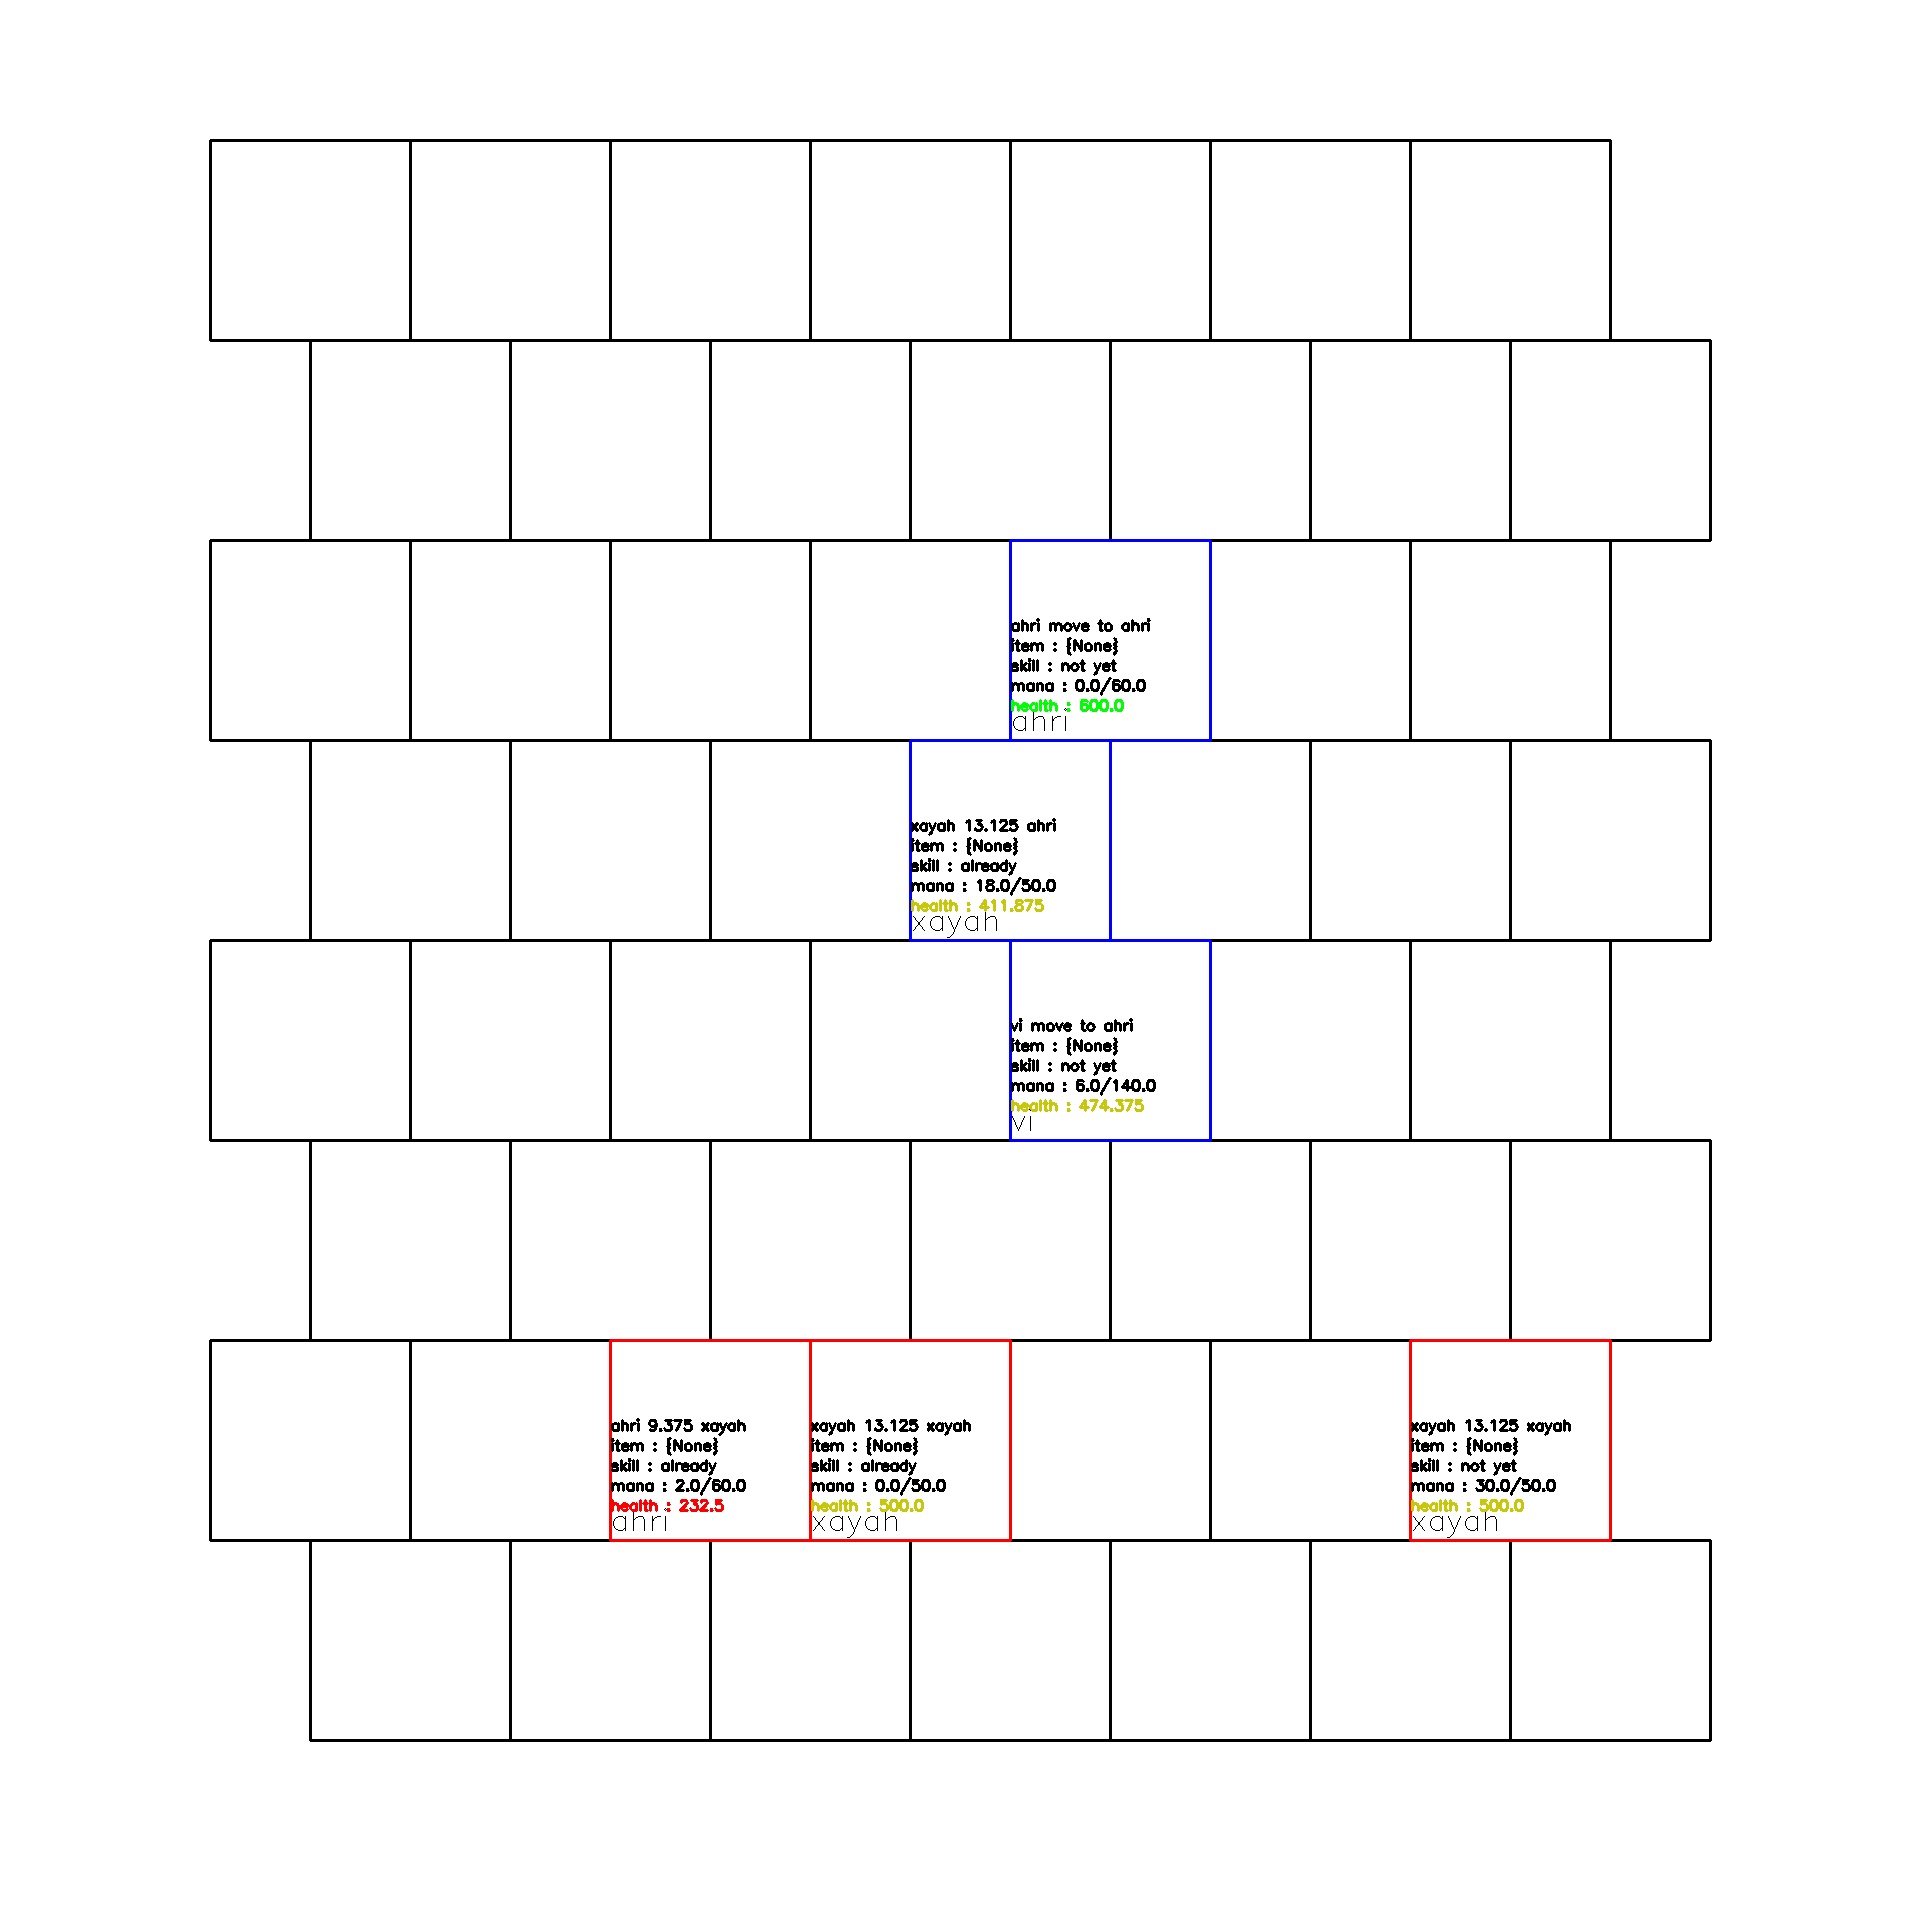 ahri move to ahri
item : {None}
skill : not yet
mana : 0.0/60.0
health : 600.0
ahri
xayah 13.125 ahri
item : {None}
skill : already
mana : 18.0/50.0
health : 411.875
xayah
vi move to ahri
item : {None}
skill : not yet
mana : 6.0/140.0
health : 474.375
vi
ahri 9.375 xayah
item : {None}
skill : already
mana : 2.0/60.0
health : 232.5
ahri
xayah 13.125 xayah
item : {None}
skill : already
mana : 0.0/50.0
health : 500.0
xayah
xayah 13.125 xayah
item : {None}
skill : not yet
mana : 30.0/50.0
health : 500.0
xayah